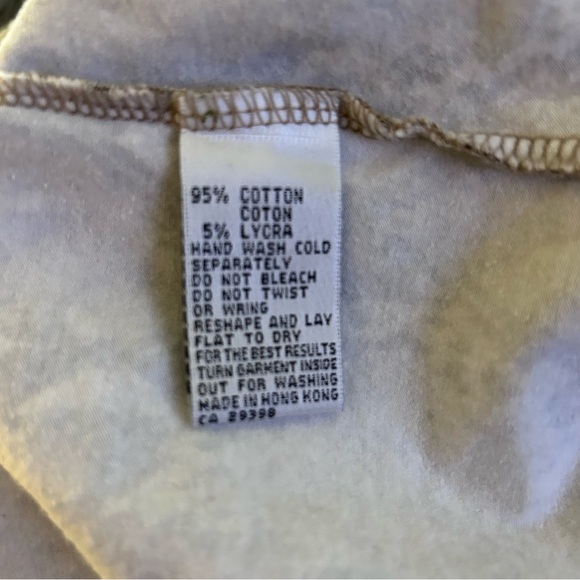 95% COTTON
COTON
5% LYCRA
HAND WASH COLD
SEPARATELY
DO NOT BLEACH
DO NOT TWIST
OR WRING
RESHAPE AND LAY
FLAT TO DRY
FOR THE BEST RESULTS
TURN GARMENT INSIDE
OUT FOR WASHING
MADE IN HONG KONG
CA 29398